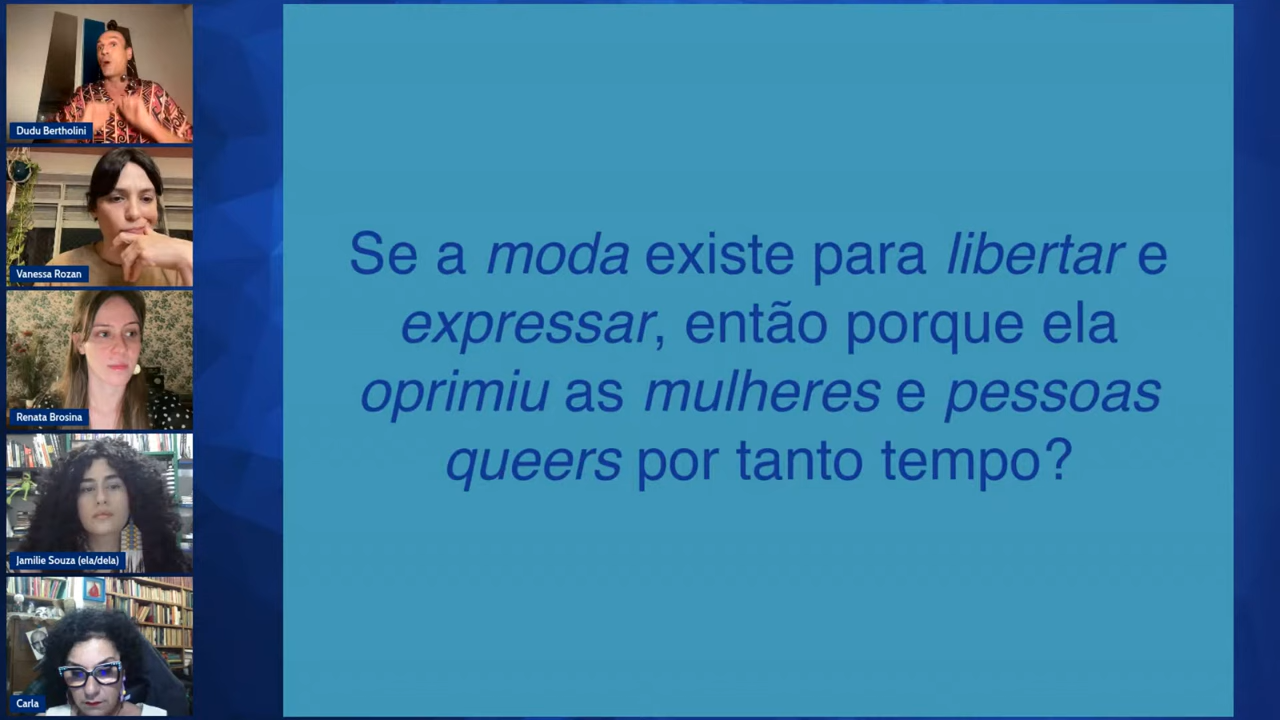 Dudu Bertholini
Vanessa Rozan
Renata Brosina
Jamilie Souza (ela/dela)
Carla
Se a moda existe para libertar e
expressar, então porque ela
oprimiu as mulheres e pessoas
queers por tanto tempo?